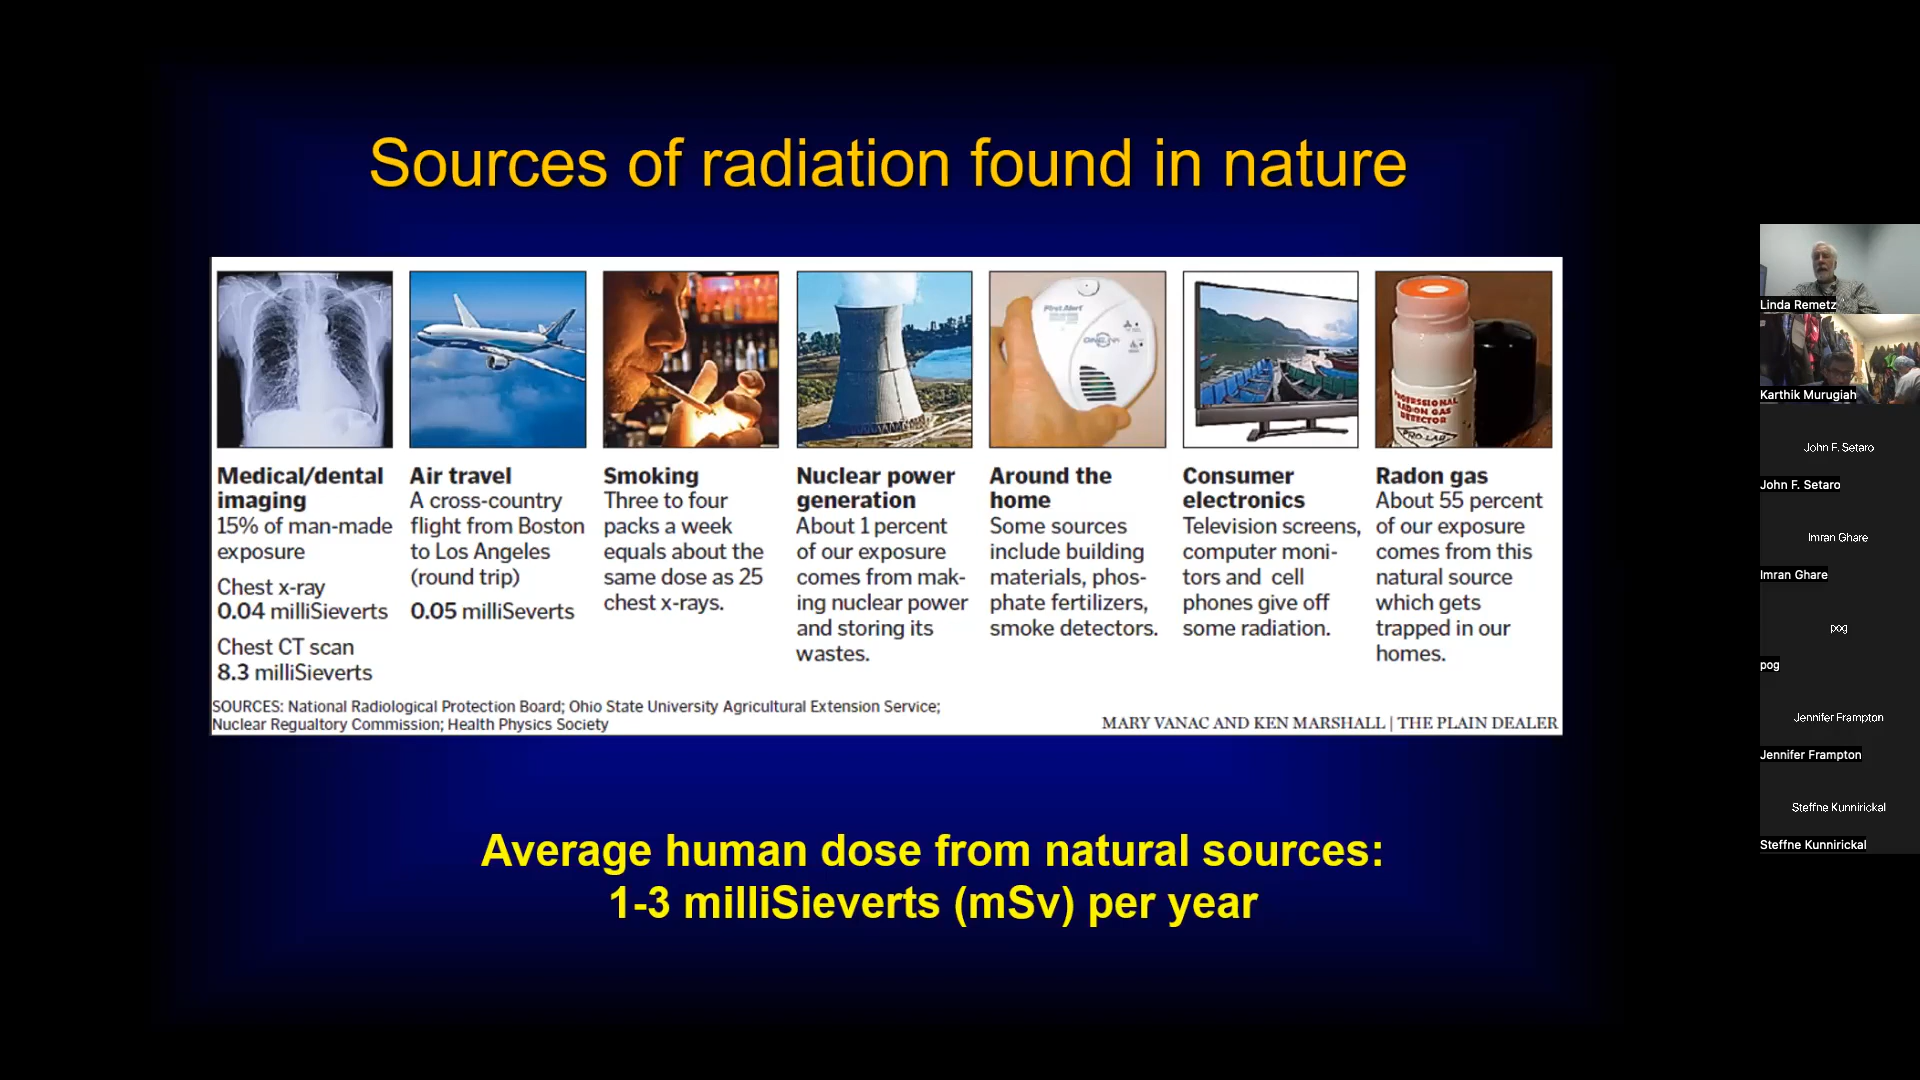 Sources of radiation found in nature
First Alert
ONELINK
PROFESSIONAL
RADON GAS
DETECTOR
PRO-LAB
Medical/dental
imaging
15% of man-made
exposure
Chest x-ray
0.04 milliSieverts
Chest CT scan
8.3 milliSieverts
Air travel
A cross-country
flight from Boston
to Los Angeles
(round trip)
0.05 milliSeverts
Smoking
Three to four
packs a week
equals about the
same dose as 25
chest x-rays.
Nuclear power
generation
About 1 percent
of our exposure
comes from mak-
ing nuclear power
and storing its
wastes.
Around the
home
Some sources
include building
materials, phos-
phate fertilizers,
smoke detectors.
Consumer
electronics
Television screens,
computer moni-
tors and cell
phones give off
some radiation.
Radon gas
About 55 percent
of our exposure
comes from this
natural source
which gets
trapped in our
homes.
SOURCES: National Radiological Protection Board; Ohio State University Agricultural Extension Service;
Nuclear Regualtory Commission; Health Physics Society
MARY VANAC AND KEN MARSHALL | THE PLAIN DEALER
Average human dose from natural sources:
1-3 milliSieverts (mSv) per year
Linda Remetz
Karthik Murugiah
John F. Setaro
John F. Setaro
Imran Ghare
Imran Ghare
pog
pog
Jennifer Frampton
Jennifer Frampton
Steffne Kunnirickal
Steffne Kunnirickal